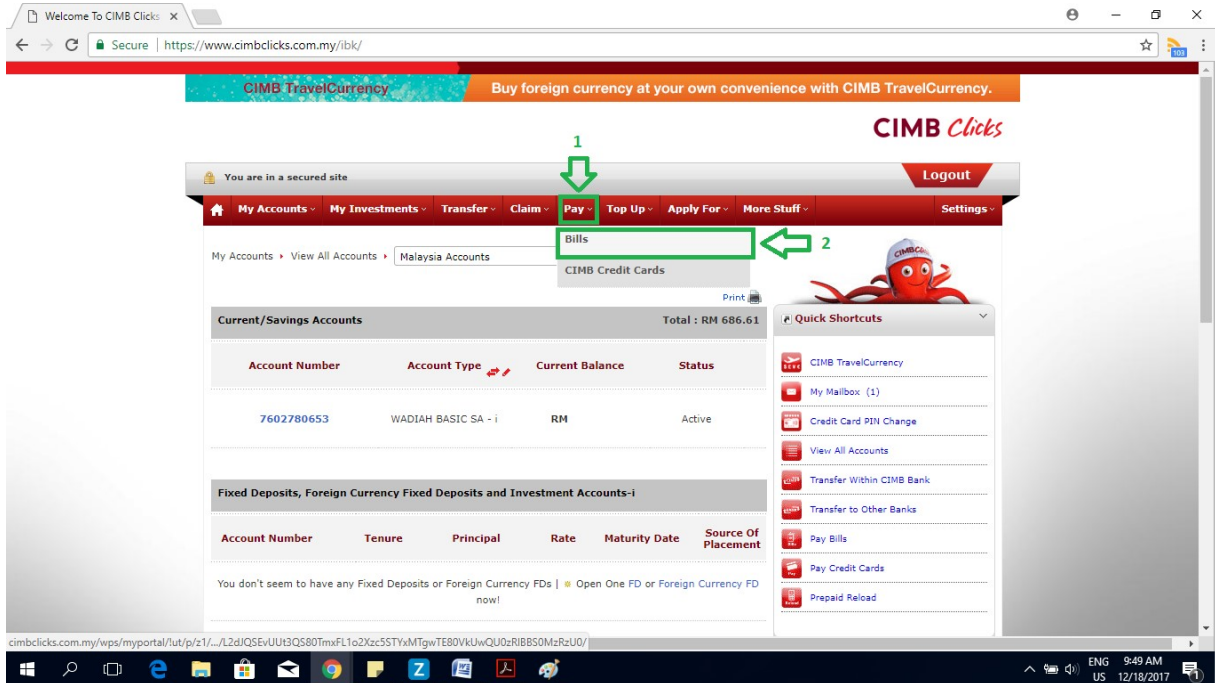 Welcome To CIMB Clicks
Secure | https://www.cimbclicks.com.my/ibk/
103
CIMB TravelCurrency Buy foreign currency at your own convenience with CIMB TravelCurrency.
CIMB Clicks
1
You are in a secured site Logout
My Accounts My Investments Transfer Claim Pay Top Up Apply For More Stuff Settings
Bills
2
My Accounts View All Accounts Malaysia Accounts
CIMB Credit Cards
Print
Current/Savings Accounts Total : RM 686.61
Quick Shortcuts
Account Number Account Type Current Balance Status
7602780653 WADIAH BASIC SA - i RM Active
Fixed Deposits, Foreign Currency Fixed Deposits and Investment Accounts-i
Account Number Tenure Principal Rate Maturity Date Source Of Placement
You don't seem to have any Fixed Deposits or Foreign Currency FDs | Open One FD or Foreign Currency FD
now!
CIMB TravelCurrency
My Mailbox (1)
Credit Card PIN Change
View All Accounts
Transfer Within CIMB Bank
Transfer to Other Banks
Pay Bills
Pay Credit Cards
Prepaid Reload
ENG 9:49 AM
US 12/18/2017